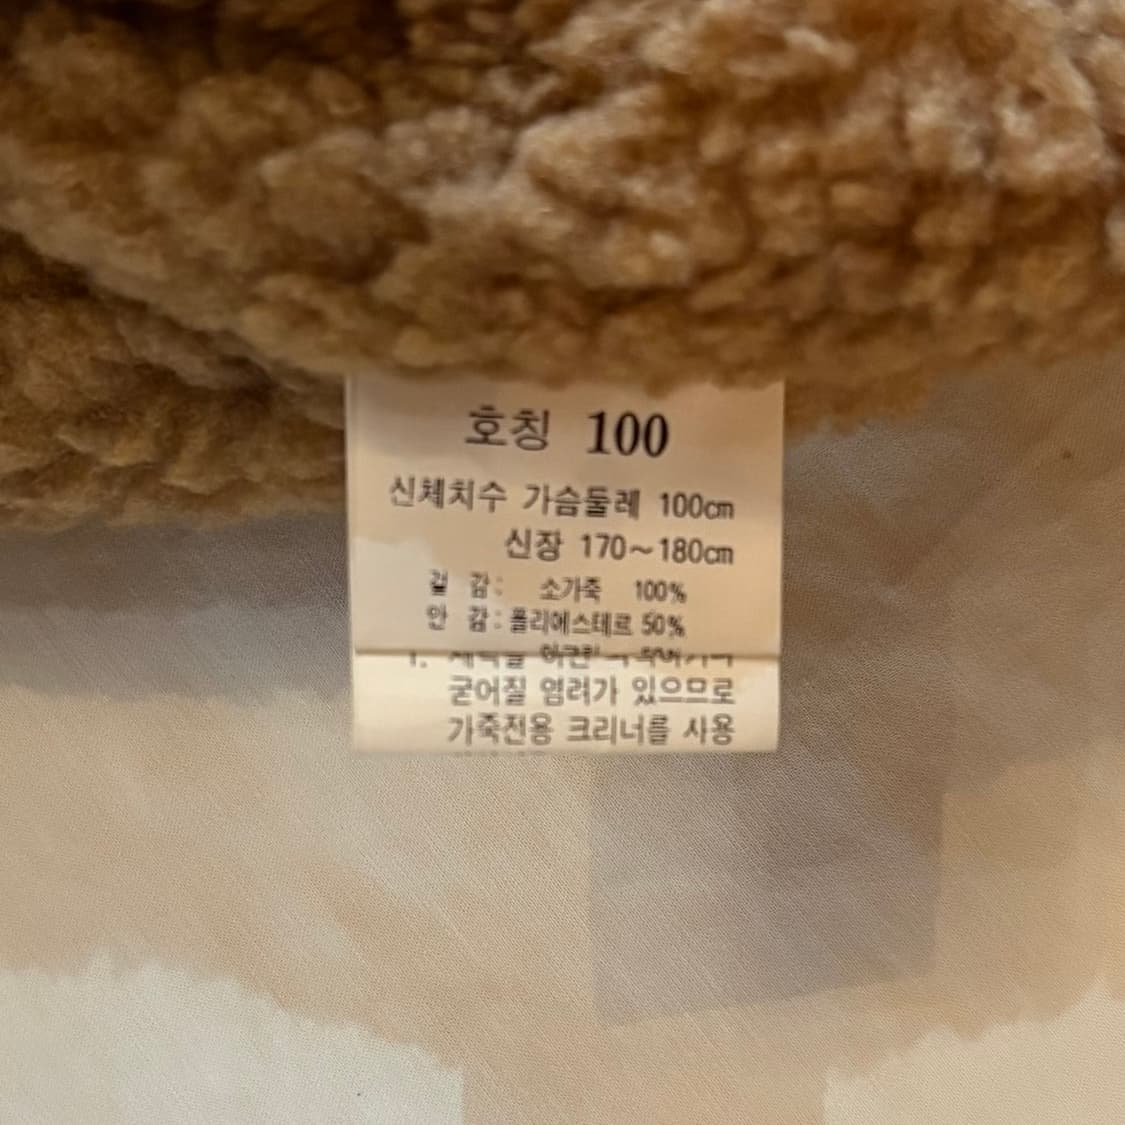 호칭 100
신체치수 가슴둘레 100cm
신장 170~180cm
겉 감: 소가죽 100%
안 감: 폴리에스테르 50%
1.
굳어질 염려가 있으므로
가죽전용 크리너를 사용